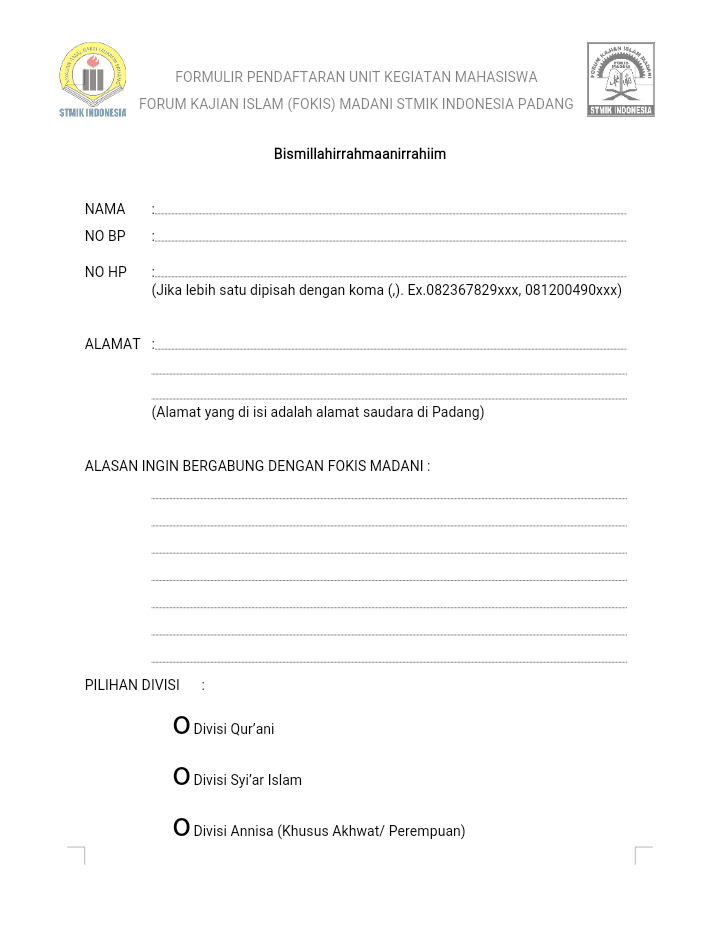 STMIK INDONESIA
FORMULIR PENDAFTARAN UNIT KEGIATAN MAHASISWA
FORUM KAJIAN ISLAM (FOKIS) MADANI STMIK INDONESIA PADANG
FORUM KAJIAN ISLAM MADANI
FOKIS
MADANI
STMIK INDONESIA
Bismillahirrahmaanirrahiim
NAMA :
NO BP :
NO HP :
(Jika lebih satu dipisah dengan koma (,). Ex.082367829xxx, 081200490xxx)
ALAMAT :
(Alamat yang di isi adalah alamat saudara di Padang)
ALASAN INGIN BERGABUNG DENGAN FOKIS MADANI :
PILIHAN DIVISI :
O Divisi Qur’ani
O Divisi Syi’ar Islam
O Divisi Annisa (Khusus Akhwat/ Perempuan)